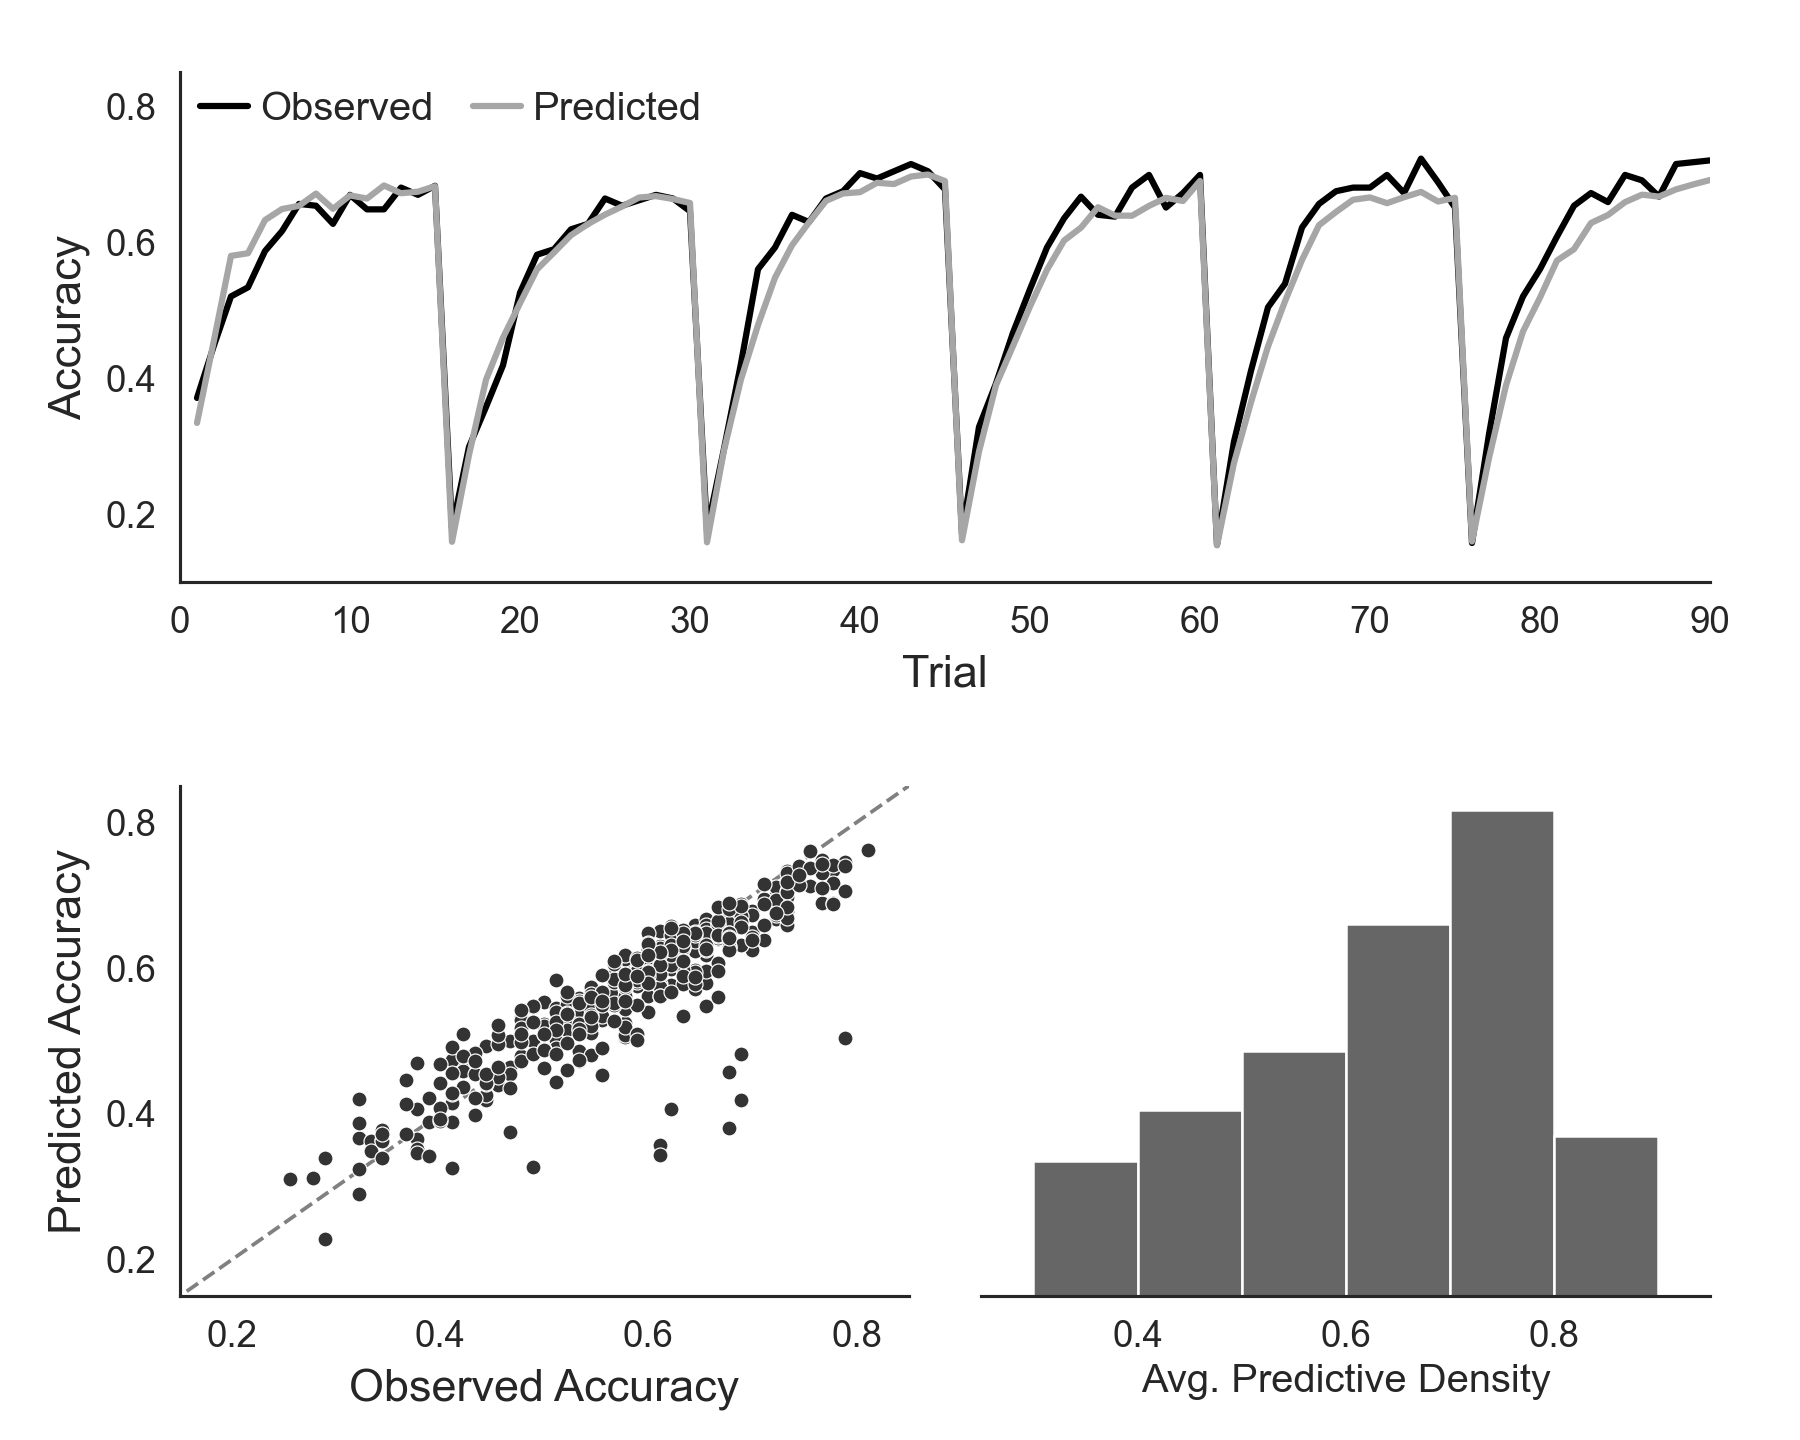 0.8
0.6
0.4
0.2
Accuracy
Observed Predicted
0 10 20 30 40 50 60 70 80 90
Trial
0.8
0.6
0.4
0.2
Predicted Accuracy
0.2 0.4 0.6 0.8
Observed Accuracy
0.4 0.6 0.8
Avg. Predictive Density